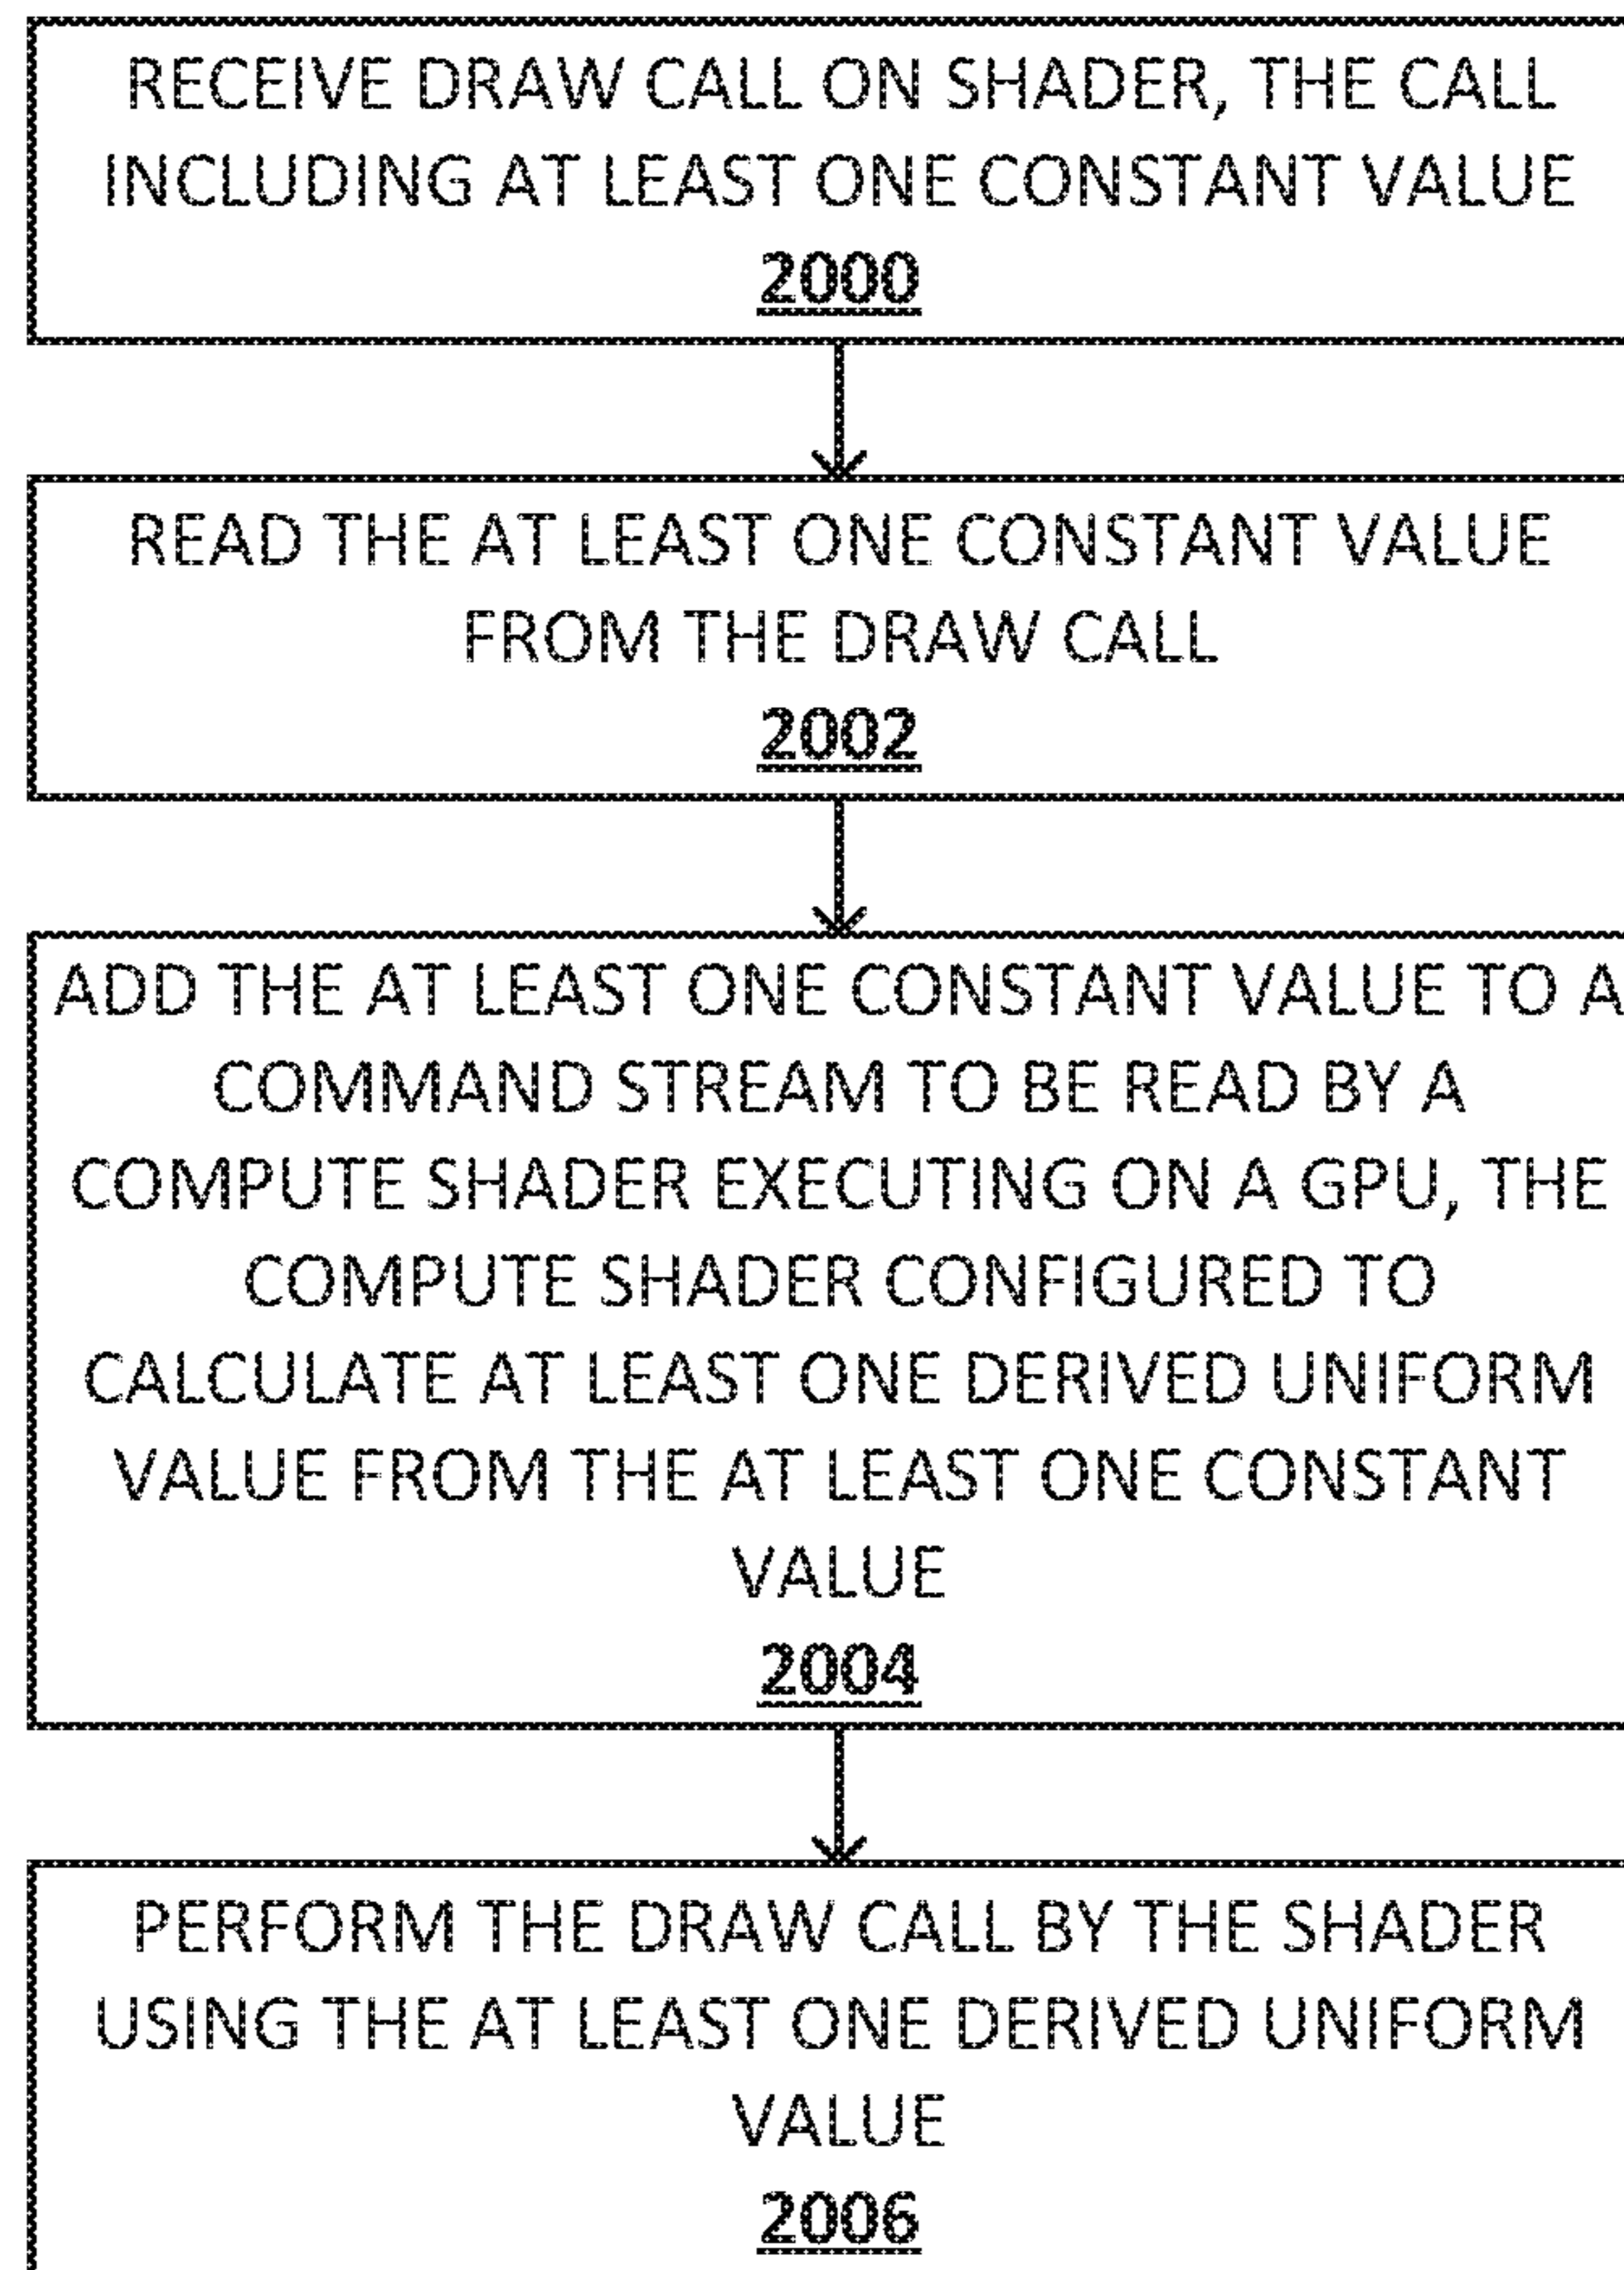 RECEIVE DRAW CALL ON SHADER, THE CALL
INCLUDING AT LEAST ONE CONSTANT VALUE
2000
READ THE AT LEAST ONE CONSTANT VALUE
FROM THE DRAW CALL
2002
ADD THE AT LEAST ONE CONSTANT VALUE TO A
COMMAND STREAM TO BE READ BY A
COMPUTE SHADER EXECUTING ON A GPU, THE
COMPUTE SHADER CONFIGURED TO
CALCULATE AT LEAST ONE DERIVED UNIFORM
VALUE FROM THE AT LEAST ONE CONSTANT
VALUE
2004
PERFORM THE DRAW CALL BY THE SHADER
USING THE AT LEAST ONE DERIVED UNIFORM
VALUE
2006